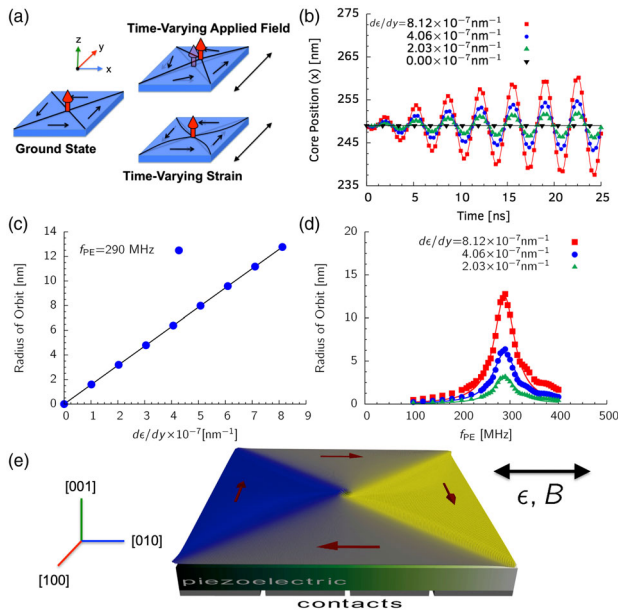 (a)
Time-Varying Applied Field
z
y
x
Ground State
Time-Varying Strain
(b)
dϵ/dy=8.12×10⁻⁷nm⁻¹
4.06×10⁻⁷nm⁻¹
2.03×10⁻⁷nm⁻¹
0.00×10⁻⁷nm⁻¹
Core Position (x) [nm]
265
255
245
235
0 5 10 15 20 25
Time [ns]
(c)
f_PE=290 MHz
Radius of Orbit [nm]
14
12
10
8
6
4
2
0
0 1 2 3 4 5 6 7 8 9
dϵ/dy×10⁻⁷[nm⁻¹]
(d)
dϵ/dy=8.12×10⁻⁷nm⁻¹
4.06×10⁻⁷nm⁻¹
2.03×10⁻⁷nm⁻¹
Radius of Orbit [nm]
20
15
10
5
0
0 100 200 300 400 500
f_PE [MHz]
(e)
[001]
[010]
[100]
ϵ, B
piezoelectric
contacts